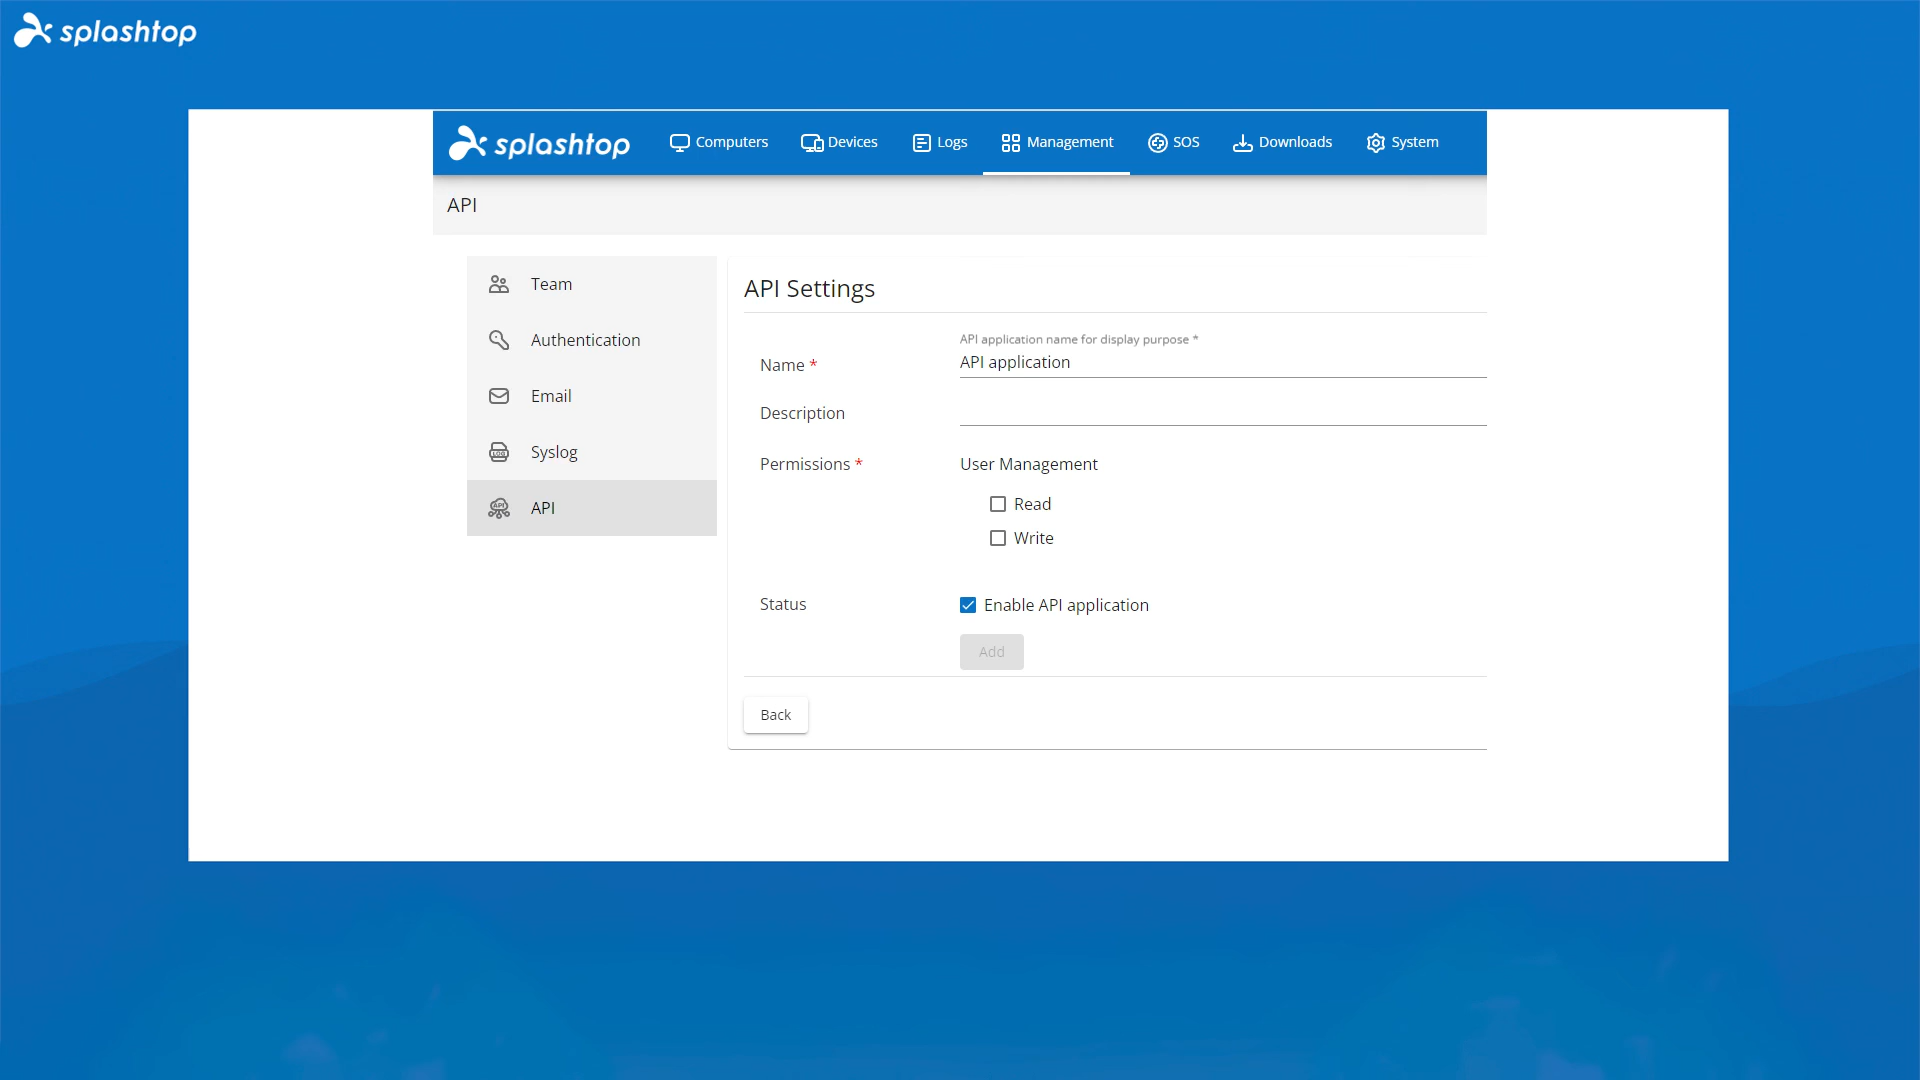 splashtop
splashtop Computers Devices Logs Management SOS Downloads System
API
Team
Authentication
Email
Syslog
API
API Settings
API application name for display purpose *
Name * API application
Description
Permissions * User Management
Read
Write
Status Enable API application
Add
Back